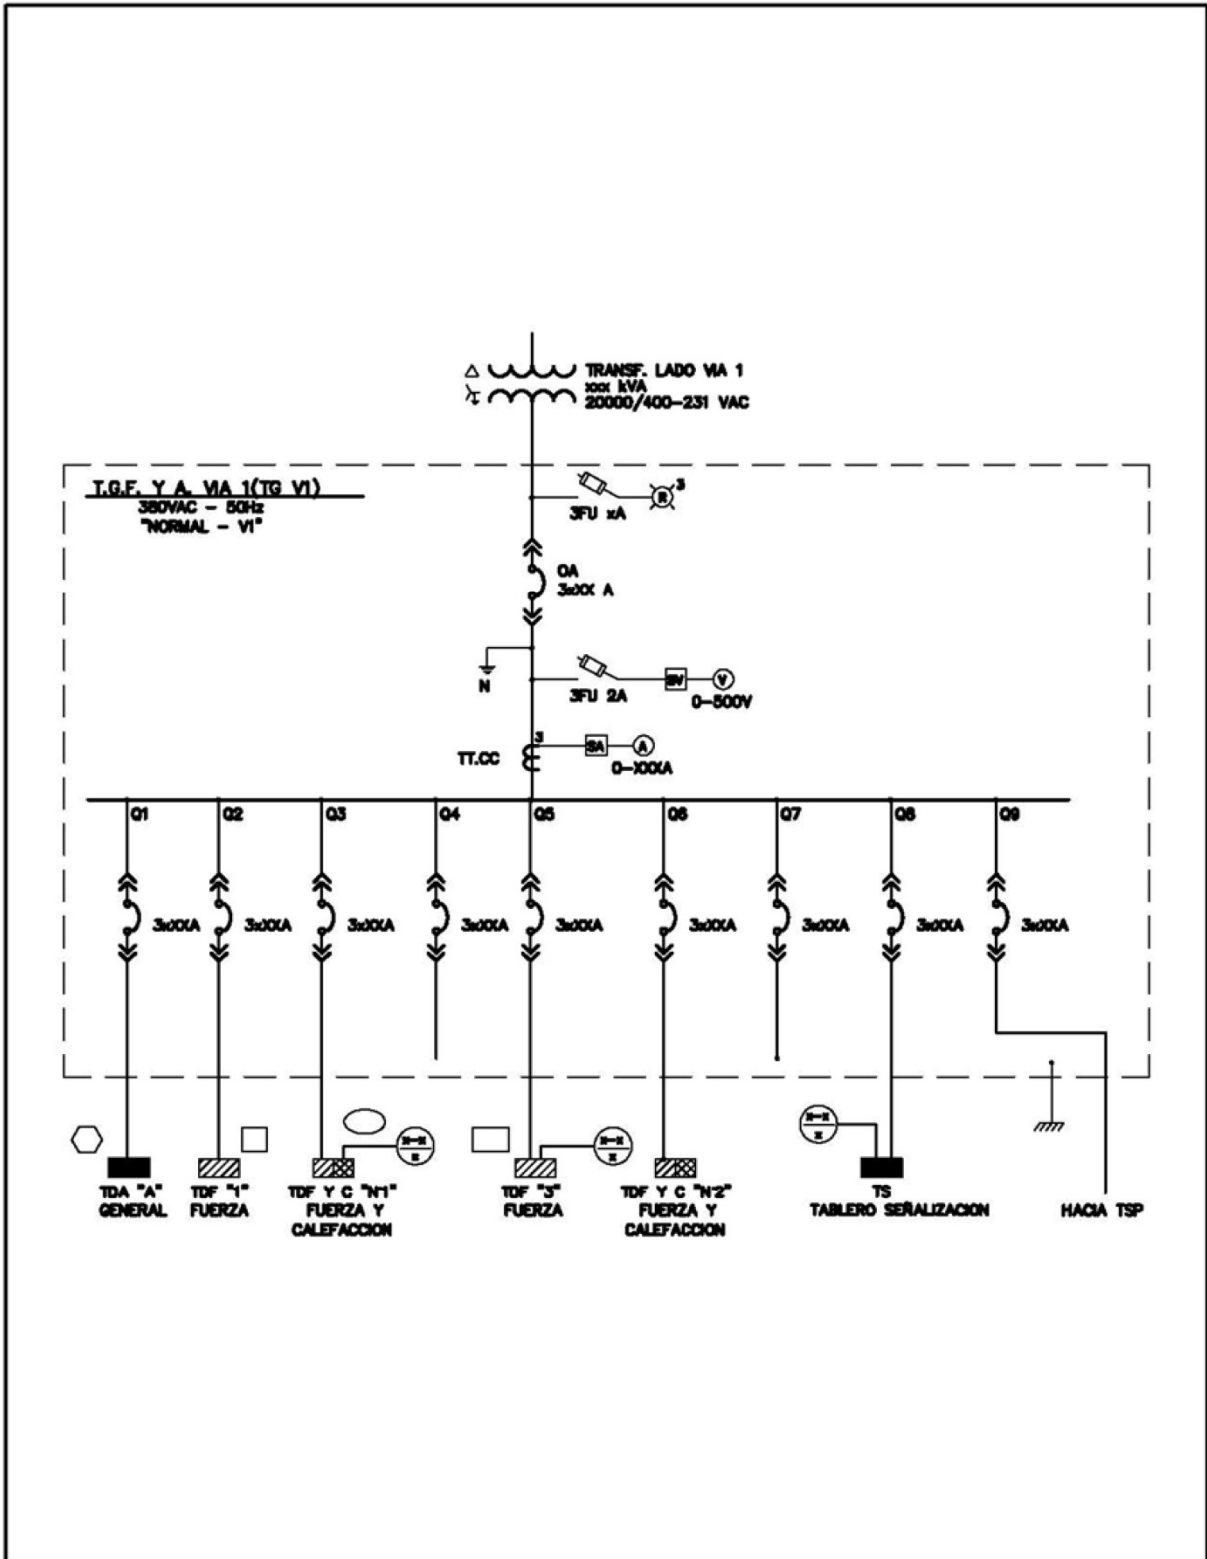 TRANSF. LADO VIA 1
xxx kVA
20000/400-231 VAC
T.G.F. Y A. VIA 1(TG V1)
380VAC - 50Hz
"NORMAL - V1"
R
3
3FU xA
OA
3xXX A
N
3FU 2A
SV
V
0-500V
TT.CC
3
SA
A
0-XXXA
Q1
Q2
Q3
Q4
Q5
Q6
Q7
Q8
Q9
3xXXA
3xXXA
3xXXA
3xXXA
3xXXA
3xXXA
3xXXA
3xXXA
3xXXA
x-x
x
x-x
x
x-x
x
TDA "A"
GENERAL
TDF "1"
FUERZA
TDF Y C "N°1"
FUERZA Y
CALEFACCION
TDF "3"
FUERZA
TDF Y C "N°2"
FUERZA Y
CALEFACCION
TS
TABLERO SEÑALIZACION
HACIA TSP